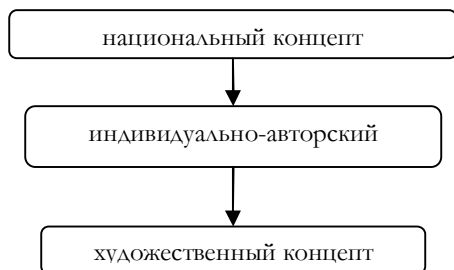 национальный концепт
индивидуально-авторский
художественный концепт